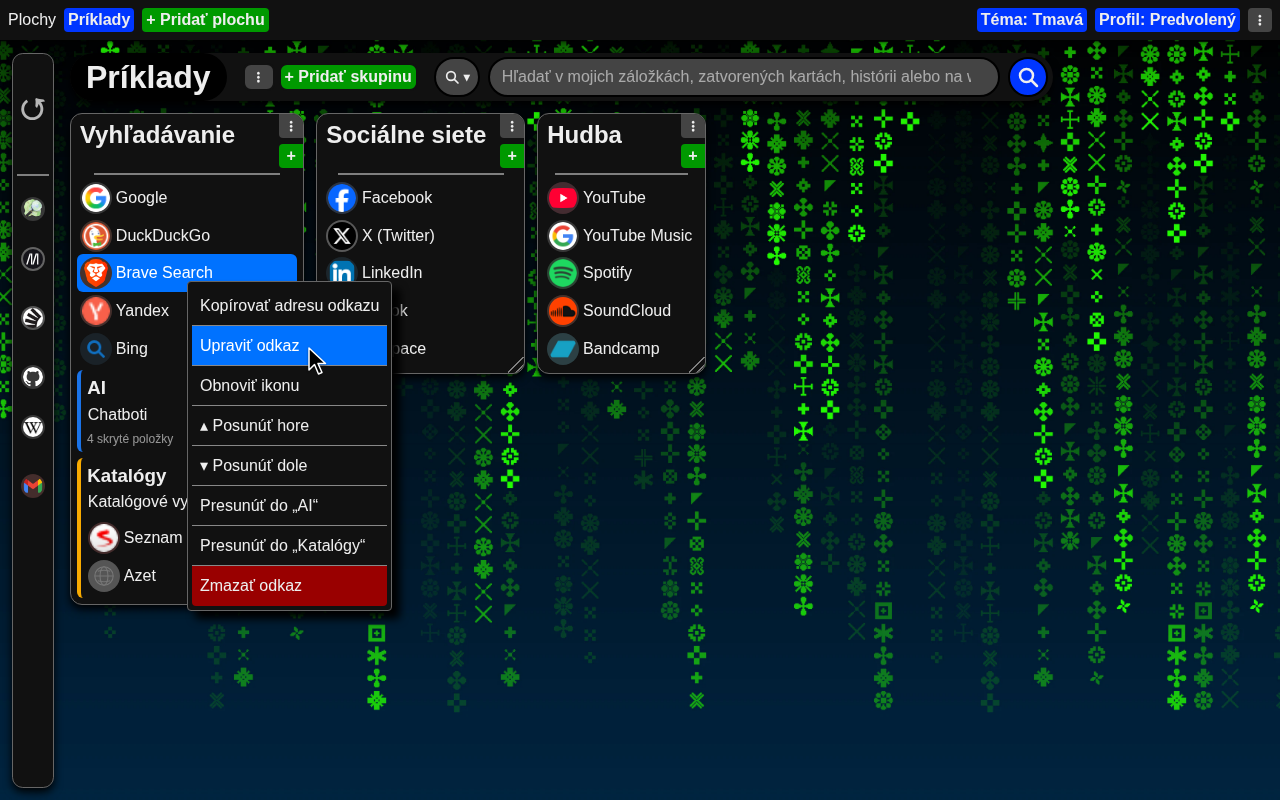 Plochy Príklady + Pridať plochu Téma: Tmavá Profil: Predvolený
Príklady + Pridať skupinu Hľadať v mojich záložkách, zatvorených kartách, histórii alebo na
Vyhľadávanie
+
Google
DuckDuckGo
Brave Search
Yandex
Bing
AI
Chatboti
4 skryté položky
Katalógy
Katalógové vy
Seznam
Azet
Sociálne siete
+
Facebook
X (Twitter)
LinkedIn
Hudba
+
YouTube
YouTube Music
Spotify
SoundCloud
Bandcamp
Kopírovať adresu odkazu
Upraviť odkaz
Obnoviť ikonu
▴ Posunúť hore
▾ Posunúť dole
Presunúť do „AI“
Presunúť do „Katalógy“
Zmazať odkaz